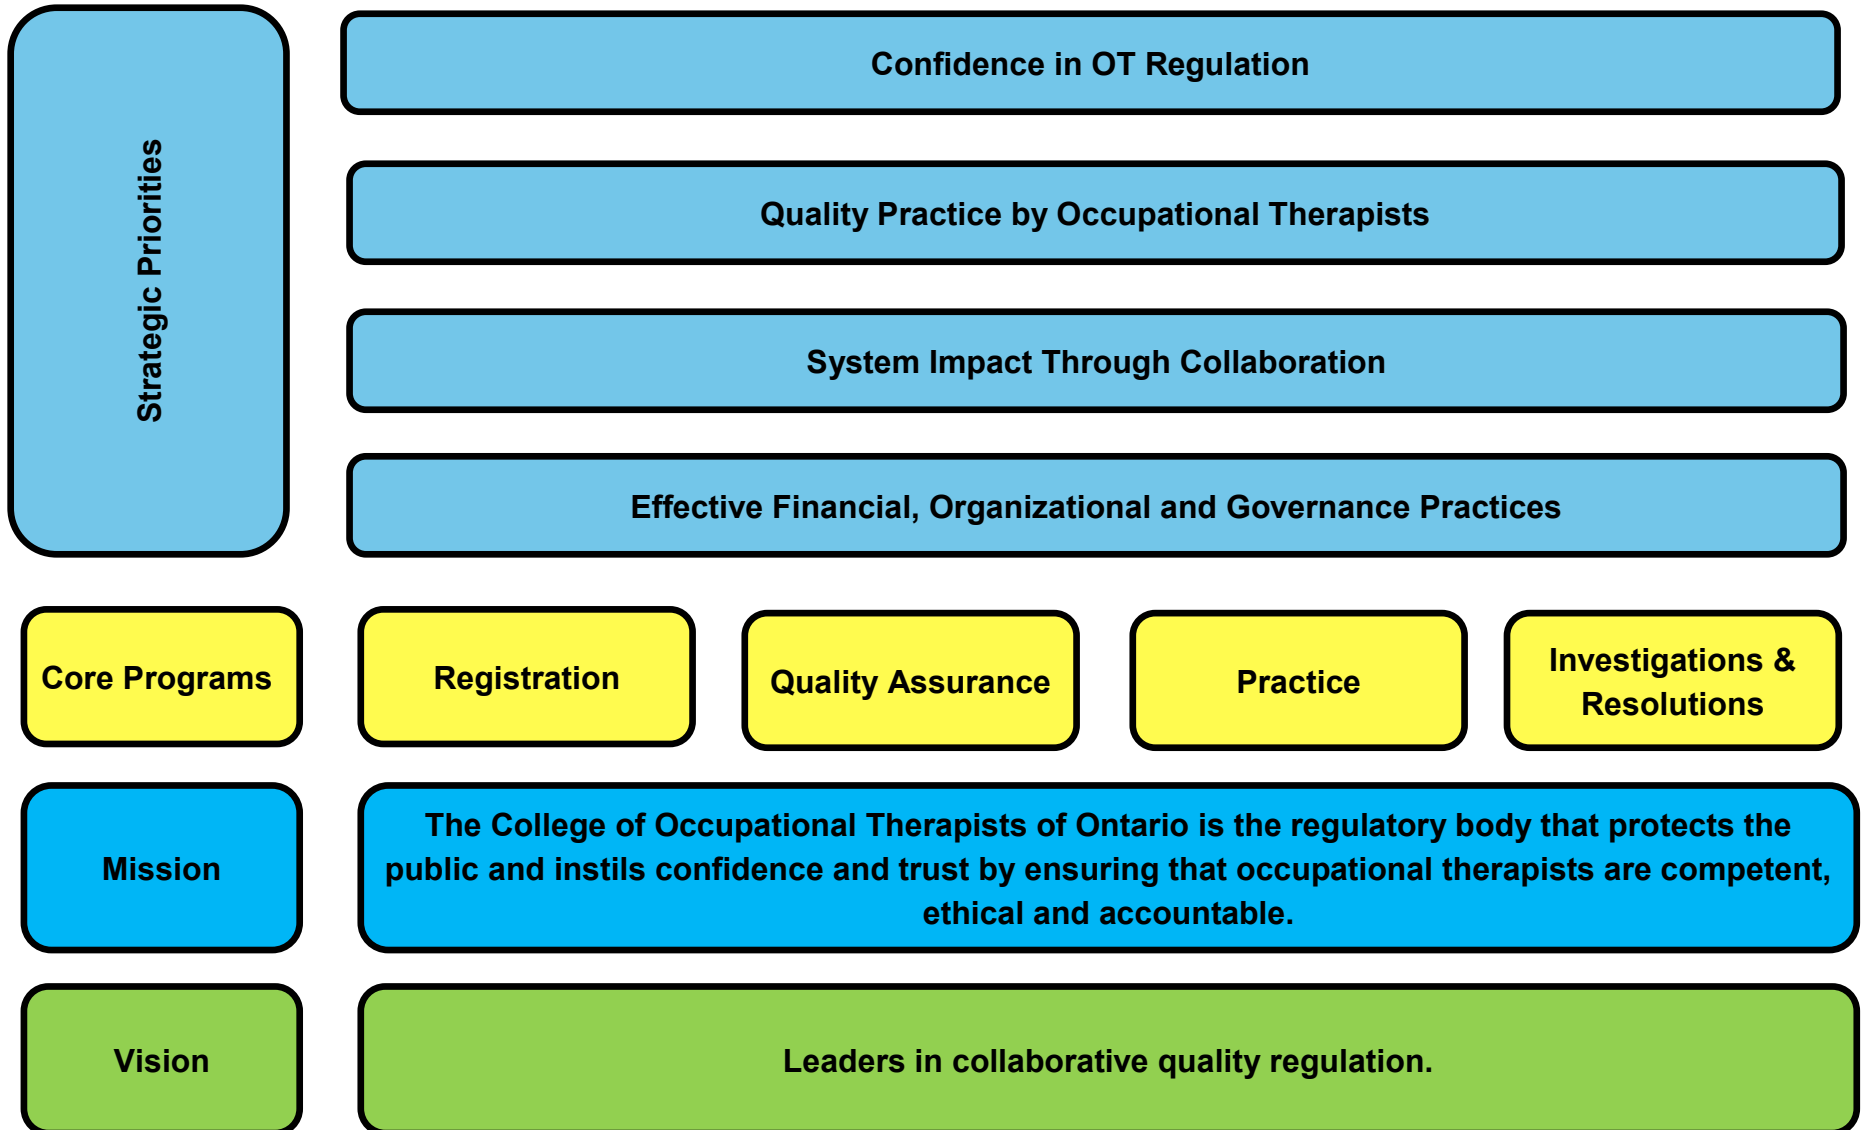 Strategic Priorities
Confidence in OT Regulation
Quality Practice by Occupational Therapists
System Impact Through Collaboration
Effective Financial, Organizational and Governance Practices
Core Programs
Registration
Quality Assurance
Practice
Investigations &
Resolutions
Mission
The College of Occupational Therapists of Ontario is the regulatory body that protects the
public and instils confidence and trust by ensuring that occupational therapists are competent,
ethical and accountable.
Vision
Leaders in collaborative quality regulation.